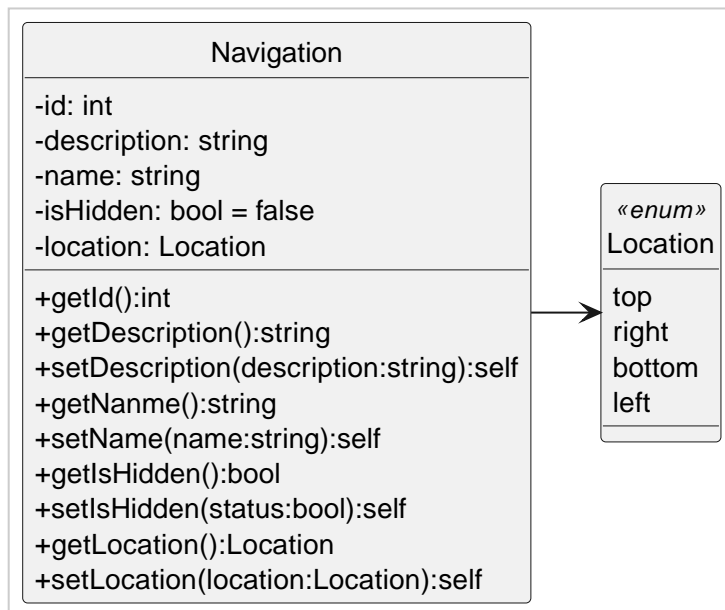 Navigation
-id: int
-description: string
-name: string
-isHidden: bool = false
-location: Location
+getId():int
+getDescription():string
+setDescription(description:string):self
+getNanme():string
+setName(name:string):self
+getIsHidden():bool
+setIsHidden(status:bool):self
+getLocation():Location
+setLocation(location:Location):self
«enum»
Location
top
right
bottom
left